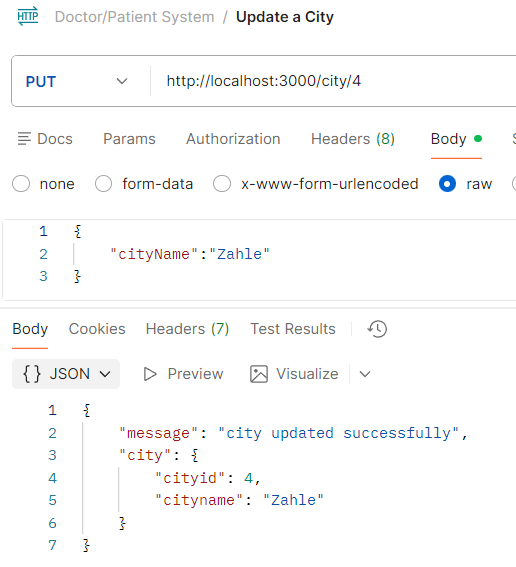 HTTP Doctor/Patient System / Update a City
PUT http://localhost:3000/city/4
Docs Params Authorization Headers (8) Body
none form-data x-www-form-urlencoded raw
1 {
2 "cityName":"Zahle"
3 }
Body Cookies Headers (7) Test Results
{} JSON Preview Visualize
1 {
2 "message": "city updated successfully",
3 "city": {
4 "cityid": 4,
5 "cityname": "Zahle"
6 }
7 }